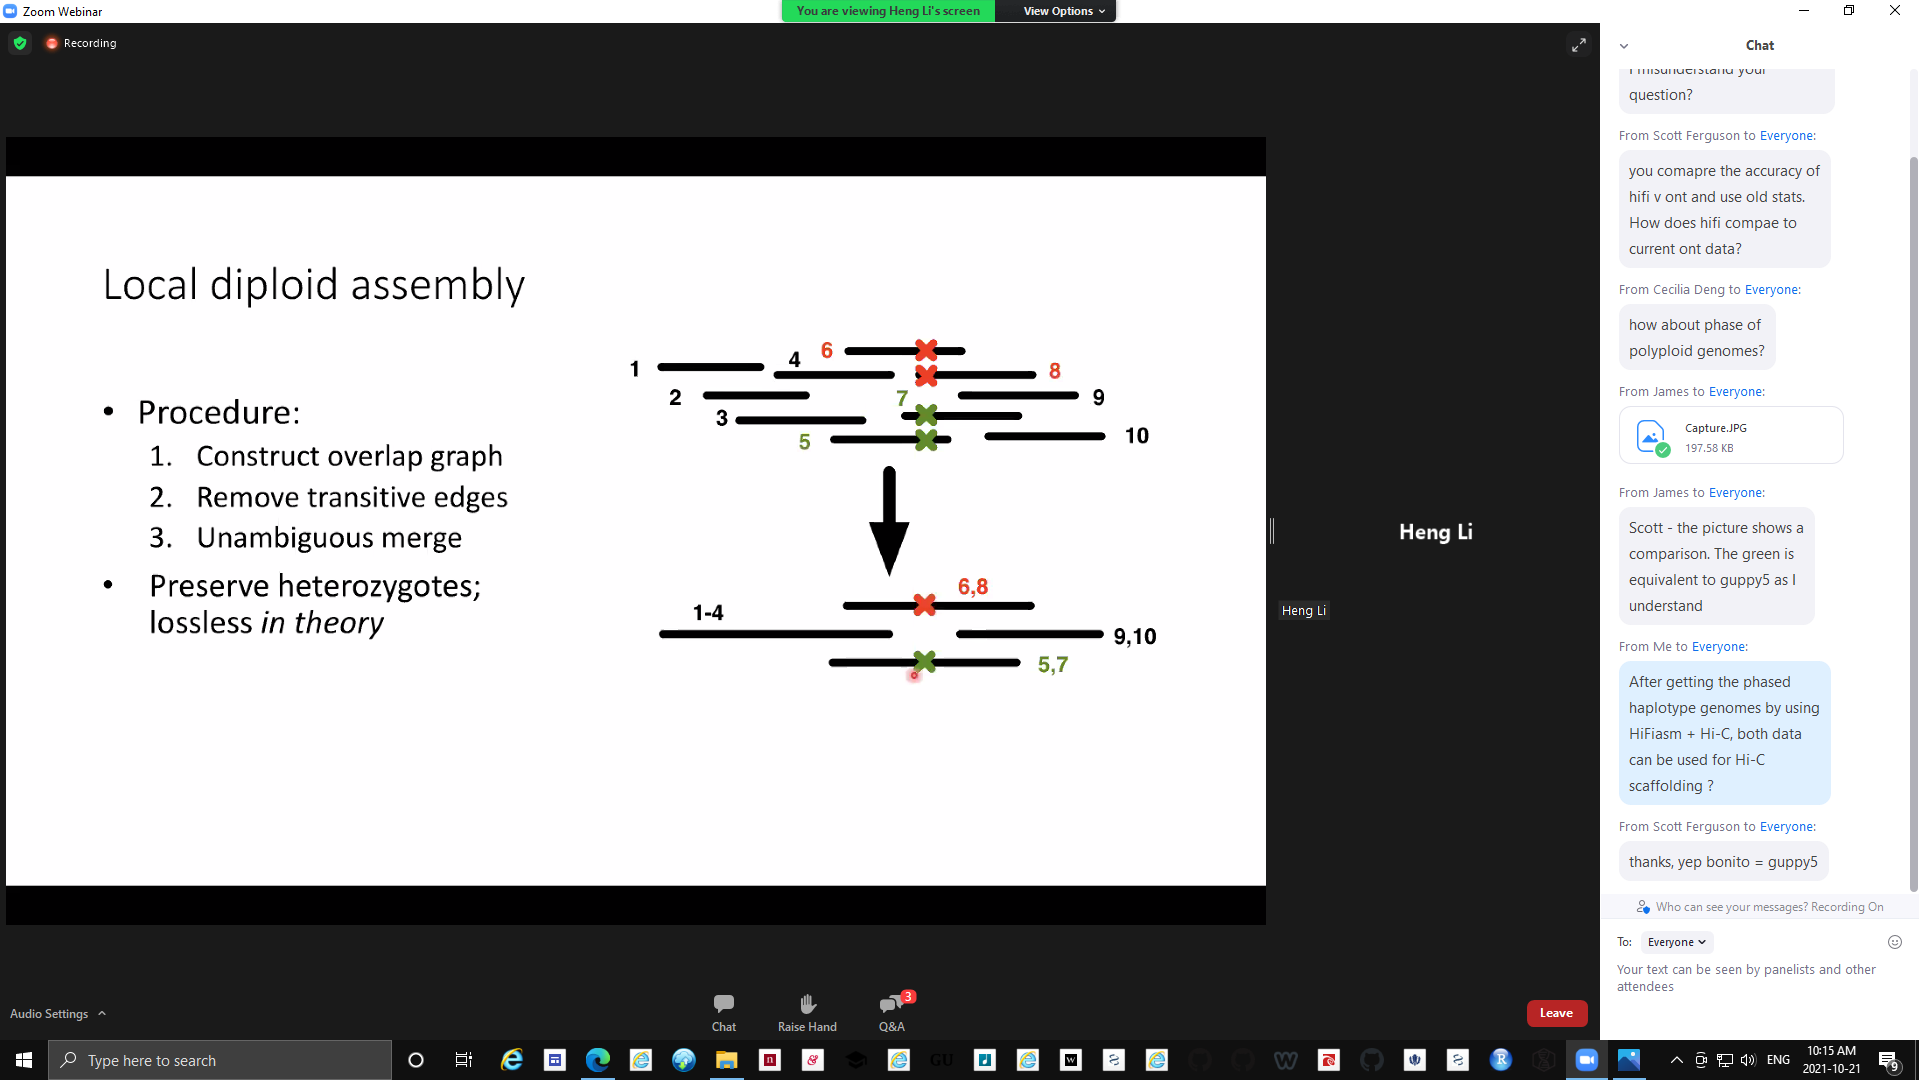 Zoom Webinar
You are viewing Heng Li's screen
View Options
Recording
Local diploid assembly
• Procedure:
1. Construct overlap graph
2. Remove transitive edges
3. Unambiguous merge
• Preserve heterozygotes;
lossless in theory
6
1
4
8
2
7
9
3
5
10
6,8
1-4
9,10
5,7
Heng Li
Heng Li
Chat
I misunderstand your
question?
From Scott Ferguson to Everyone:
you comapre the accuracy of
hifi v ont and use old stats.
How does hifi compae to
current ont data?
From Cecilia Deng to Everyone:
how about phase of
polyploid genomes?
From James to Everyone:
Capture.JPG
197.58 KB
From James to Everyone:
Scott - the picture shows a
comparison. The green is
equivalent to guppy5 as I
understand
From Me to Everyone:
After getting the phased
haplotype genomes by using
HiFiasm + Hi-C, both data
can be used for Hi-C
scaffolding ?
From Scott Ferguson to Everyone:
thanks, yep bonito = guppy5
Who can see your messages? Recording On
To: Everyone
Your text can be seen by panelists and other
attendees
Audio Settings
Chat
Raise Hand
3
Q&A
Leave
Type here to search
GU
ENG
10:15 AM
2021-10-21
9